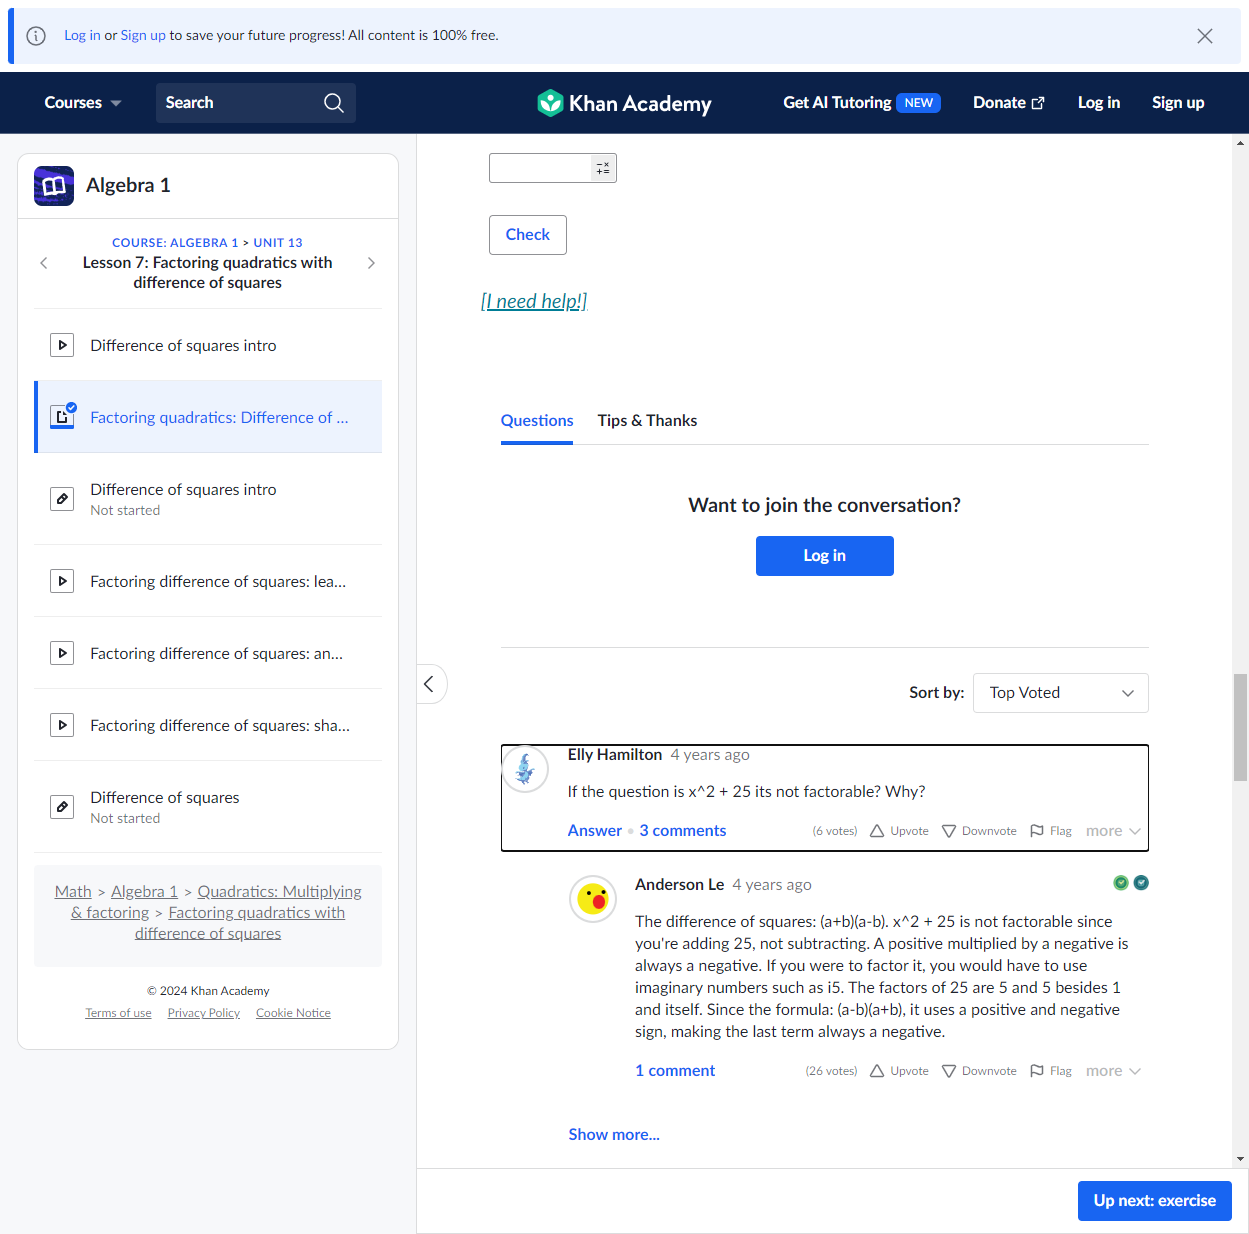 Log in or Sign up to save your future progress! All content is 100% free.
Courses
Search
Khan Academy
Get AI Tutoring NEW
Donate
Log in
Sign up
Algebra 1
COURSE: ALGEBRA 1 > UNIT 13
Lesson 7: Factoring quadratics with
difference of squares
Difference of squares intro
Factoring quadratics: Difference of ...
Difference of squares intro
Not started
Factoring difference of squares: lea...
Factoring difference of squares: an...
Factoring difference of squares: sha...
Difference of squares
Not started
Math > Algebra 1 > Quadratics: Multiplying
& factoring > Factoring quadratics with
difference of squares
© 2024 Khan Academy
Terms of use Privacy Policy Cookie Notice
Check
[I need help!]
Questions
Tips & Thanks
Want to join the conversation?
Log in
Sort by: Top Voted
Elly Hamilton 4 years ago
If the question is x^2 + 25 its not factorable? Why?
Answer • 3 comments (6 votes) Upvote Downvote Flag more
Anderson Le 4 years ago
The difference of squares: (a+b)(a-b). x^2 + 25 is not factorable since
you're adding 25, not subtracting. A positive multiplied by a negative is
always a negative. If you were to factor it, you would have to use
imaginary numbers such as i5. The factors of 25 are 5 and 5 besides 1
and itself. Since the formula: (a-b)(a+b), it uses a positive and negative
sign, making the last term always a negative.
1 comment (26 votes) Upvote Downvote Flag more
Show more...
Up next: exercise